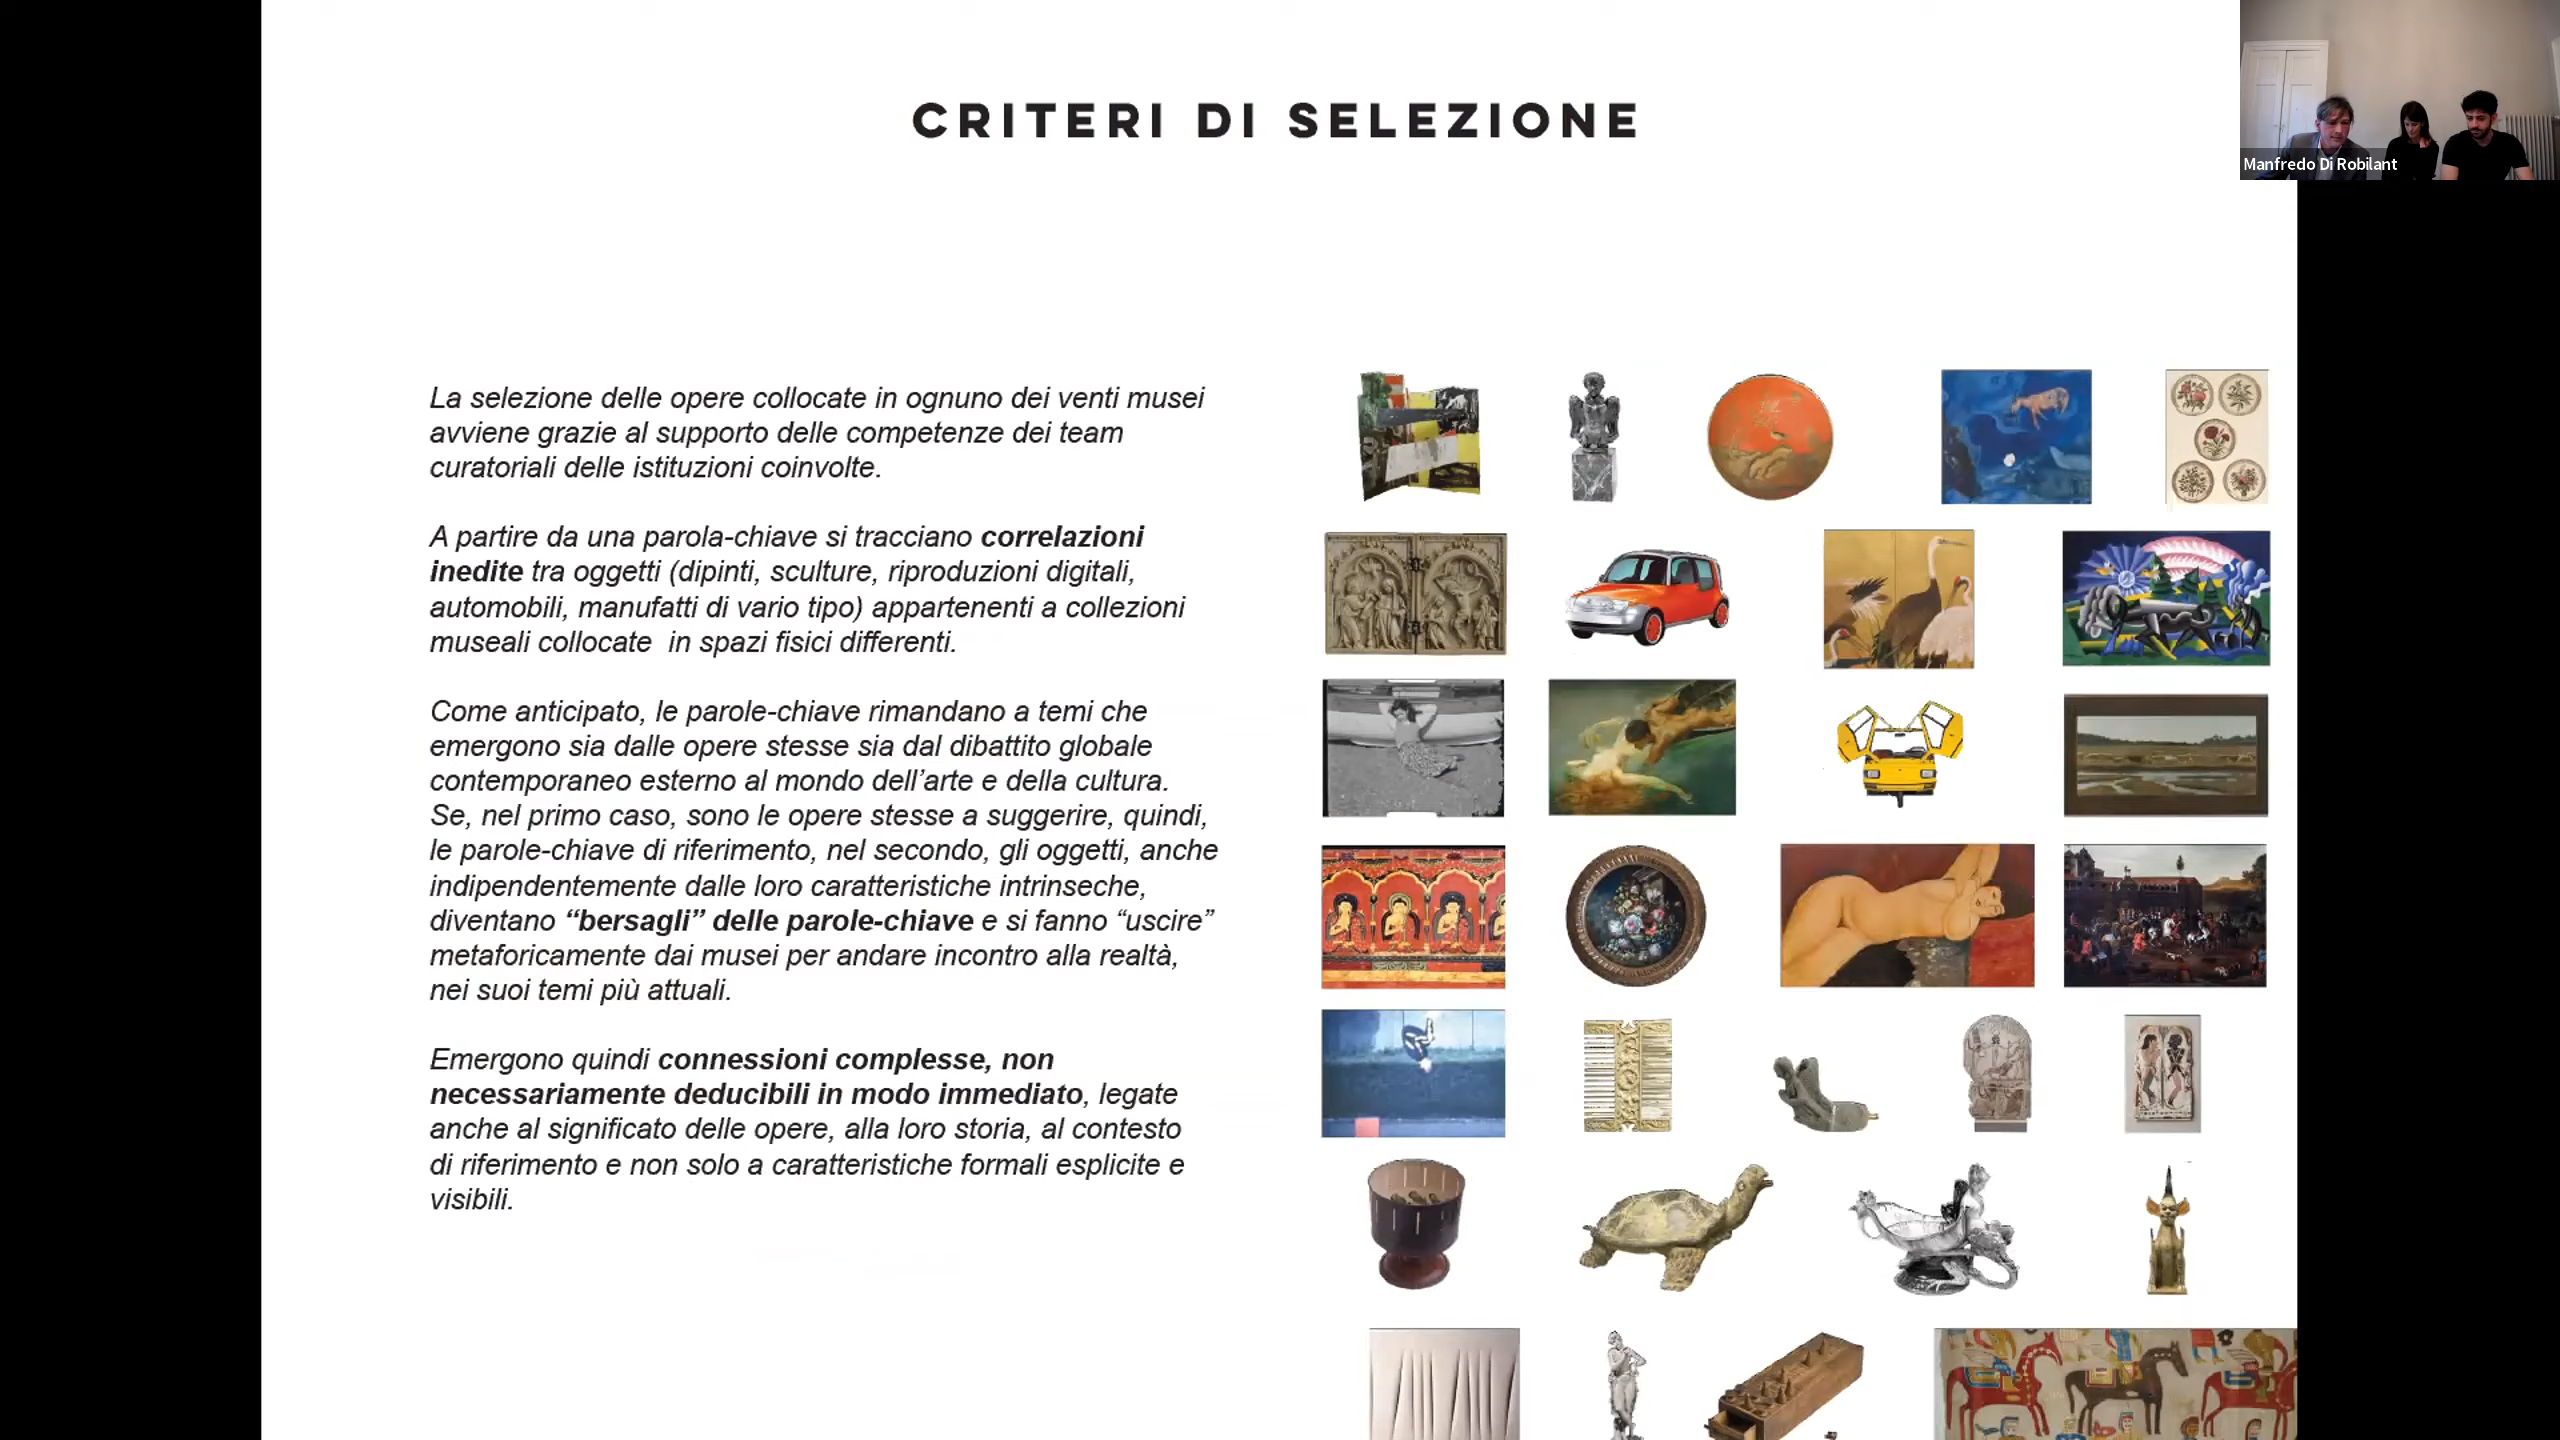 CRITERI DI SELEZIONE
Manfredo Di Robilant
La selezione delle opere collocate in ognuno dei venti musei
avviene grazie al supporto delle competenze dei team
curatoriali delle istituzioni coinvolte.
A partire da una parola-chiave si tracciano correlazioni
inedite tra oggetti (dipinti, sculture, riproduzioni digitali,
automobili, manufatti di vario tipo) appartenenti a collezioni
museali collocate  in spazi fisici differenti.
Come anticipato, le parole-chiave rimandano a temi che
emergono sia dalle opere stesse sia dal dibattito globale
contemporaneo esterno al mondo dell’arte e della cultura.
Se, nel primo caso, sono le opere stesse a suggerire, quindi,
le parole-chiave di riferimento, nel secondo, gli oggetti, anche
indipendentemente dalle loro caratteristiche intrinseche,
diventano “bersagli” delle parole-chiave e si fanno “uscire”
metaforicamente dai musei per andare incontro alla realtà,
nei suoi temi più attuali.
Emergono quindi connessioni complesse, non
necessariamente deducibili in modo immediato, legate
anche al significato delle opere, alla loro storia, al contesto
di riferimento e non solo a caratteristiche formali esplicite e
visibili.